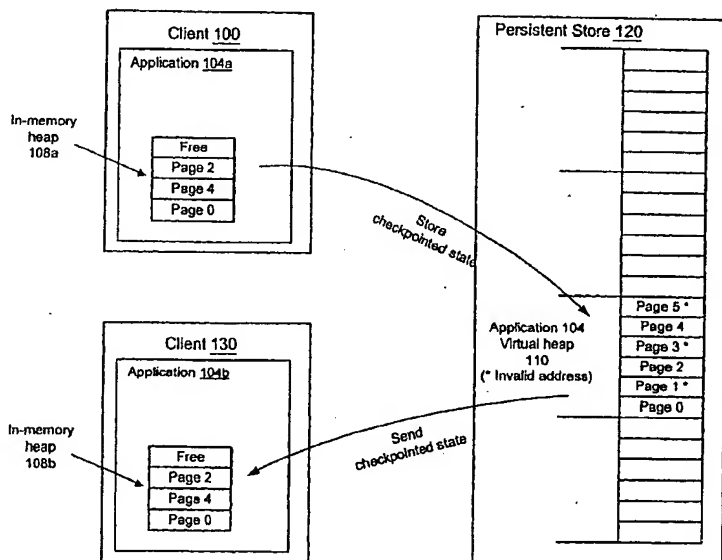 Client 100
Application 104a
In-memory
heap
108a
Free
Page 2
Page 4
Page 0
Store
checkpointed state
Persistent Store 120
Page 5 *
Page 4
Page 3 *
Page 2
Page 1 *
Page 0
Application 104
Virtual heap
110
(* Invalid address)
Send
checkpointed state
Client 130
Application 104b
In-memory
heap
108b
Free
Page 2
Page 4
Page 0